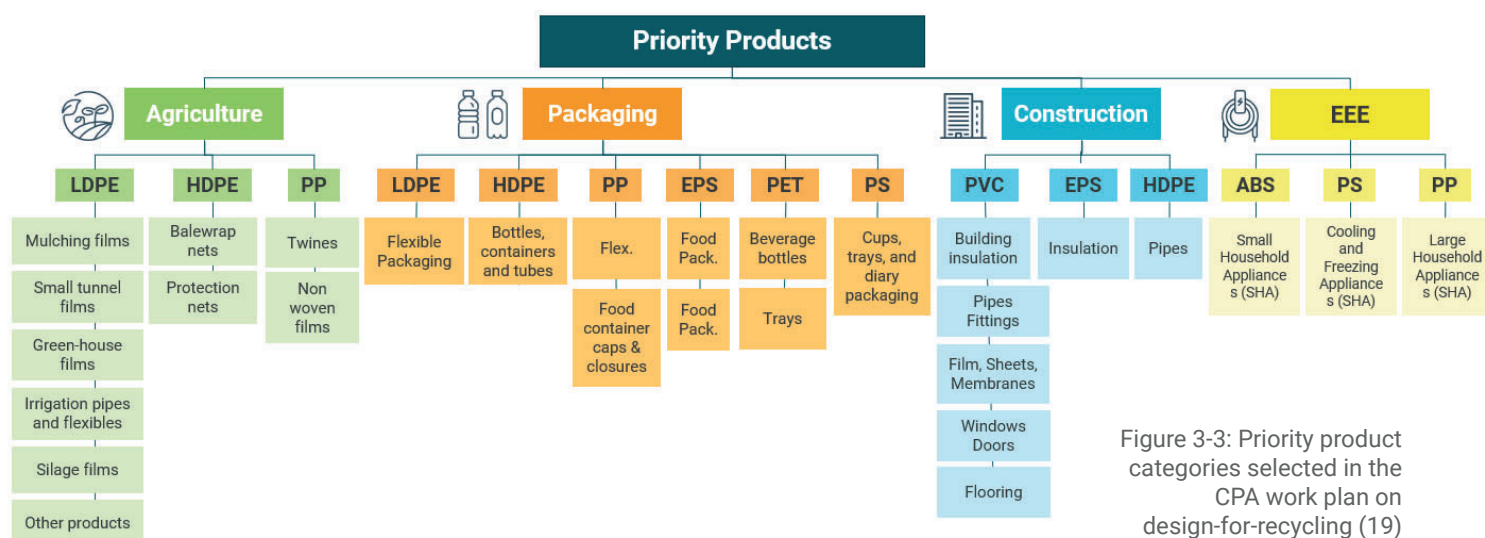 Priority Products
Agriculture
Packaging
Construction
EEE
LDPE
HDPE
PP
LDPE
HDPE
PP
EPS
PET
PS
PVC
EPS
HDPE
ABS
PS
PP
Mulching films
Small tunnel
films
Green-house
films
Irrigation pipes
and flexibles
Silage films
Other products
Balewrap
nets
Protection
nets
Twines
Non
woven
films
Flexible
Packaging
Bottles,
containers
and tubes
Flex.
Food
container
caps &
closures
Food
Pack.
Food
Pack.
Beverage
bottles
Trays
Cups,
trays, and
diary
packaging
Building
insulation
Pipes
Fittings
Film, Sheets,
Membranes
Windows
Doors
Flooring
Insulation
Pipes
Small
Household
Appliance
s (SHA)
Cooling
and
Freezing
Appliance
s (SHA)
Large
Household
Appliance
s (SHA)
Figure 3-3: Priority product
categories selected in the
CPA work plan on
design-for-recycling (19)